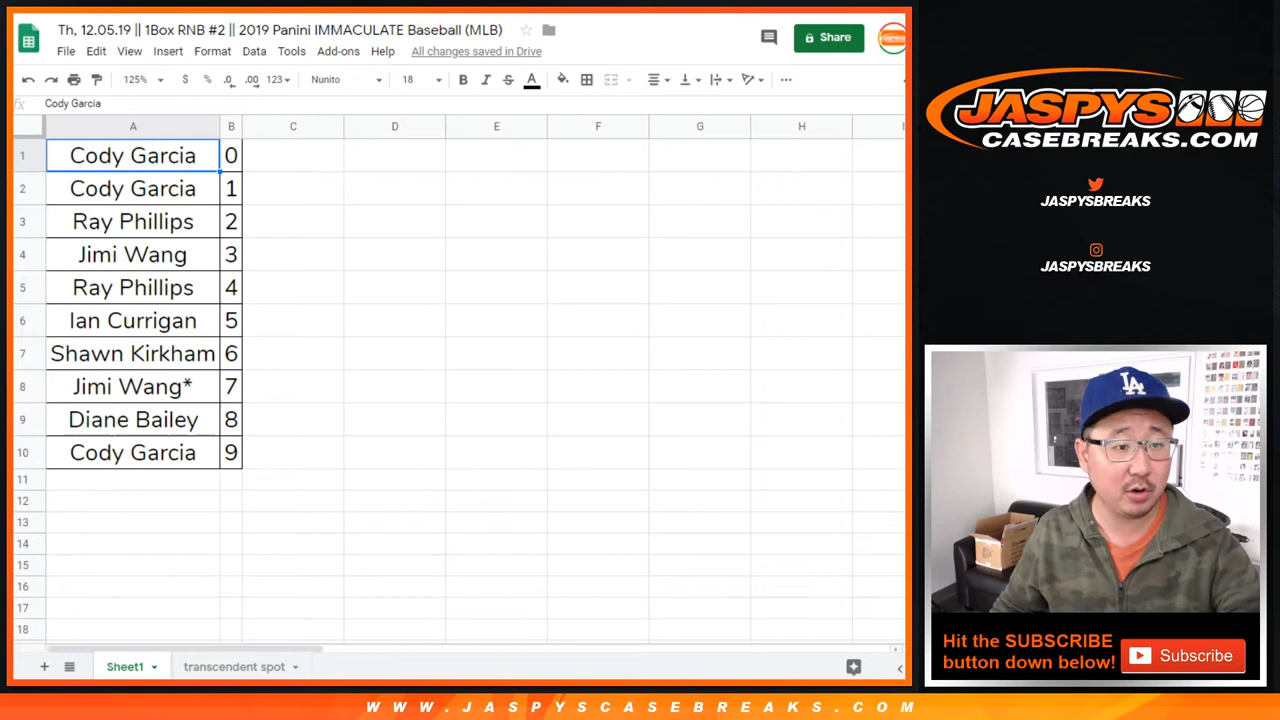 Th, 12.05.19 || 1Box RNB #2 || 2019 Panini IMMACULATE Baseball (MLB)
File Edit View Insert Format Data Tools Add-ons Help All changes saved in Drive
Share
125% $ % .0 .00 123 Nunito 18 B I S A
fx Cody Garcia
A B C D E F G H I
1 Cody Garcia 0
2 Cody Garcia 1
3 Ray Phillips 2
4 Jimi Wang 3
5 Ray Phillips 4
6 Ian Currigan 5
7 Shawn Kirkham 6
8 Jimi Wang* 7
9 Diane Bailey 8
10 Cody Garcia 9
11
12
13
14
15
16
17
18
Sheet1 transcendent spot
JASPYS
CASEBREAKS.COM
JASPYSBREAKS
JASPYSBREAKS
LA
Hit the SUBSCRIBE
button down below!
Subscribe
WWW.JASPYSCASEBREAKS.COM